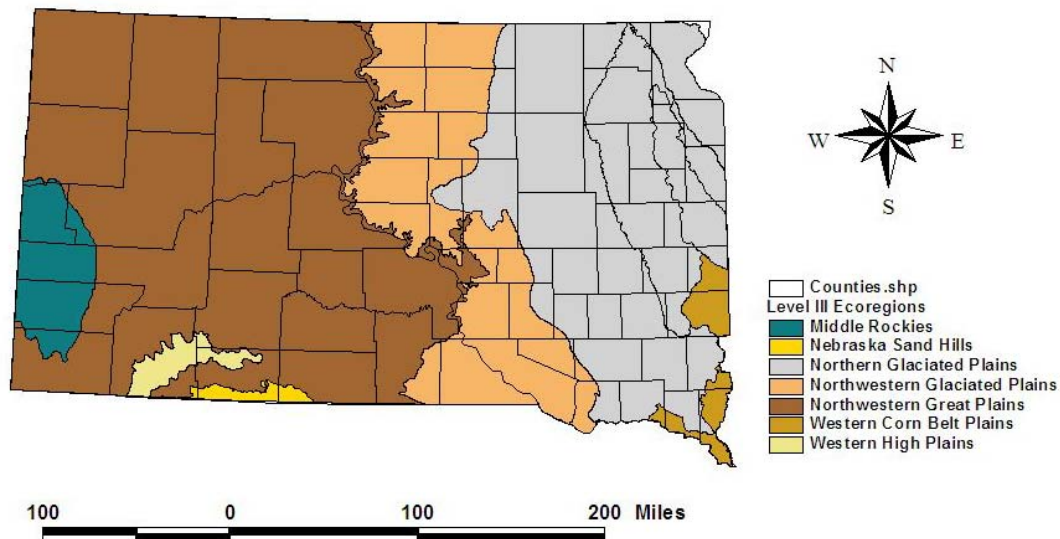 N
W E
S
Counties.shp
Level III Ecoregions
Middle Rockies
Nebraska Sand Hills
Northern Glaciated Plains
Northwestern Glaciated Plains
Northwestern Great Plains
Western Corn Belt Plains
Western High Plains
100 0 100 200 Miles